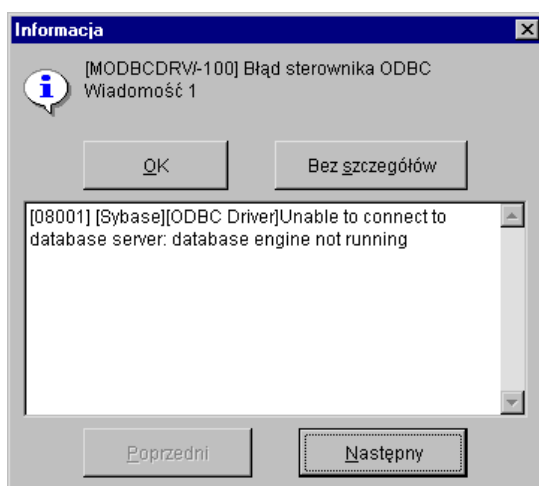 Informacja
[MODBCDRV/-100] Błąd sterownika ODBC
Wiadomość 1
OK
Bez szczegółów
[08001] [Sybase][ODBC Driver]Unable to connect to
database server: database engine not running
Poprzedni
Następny